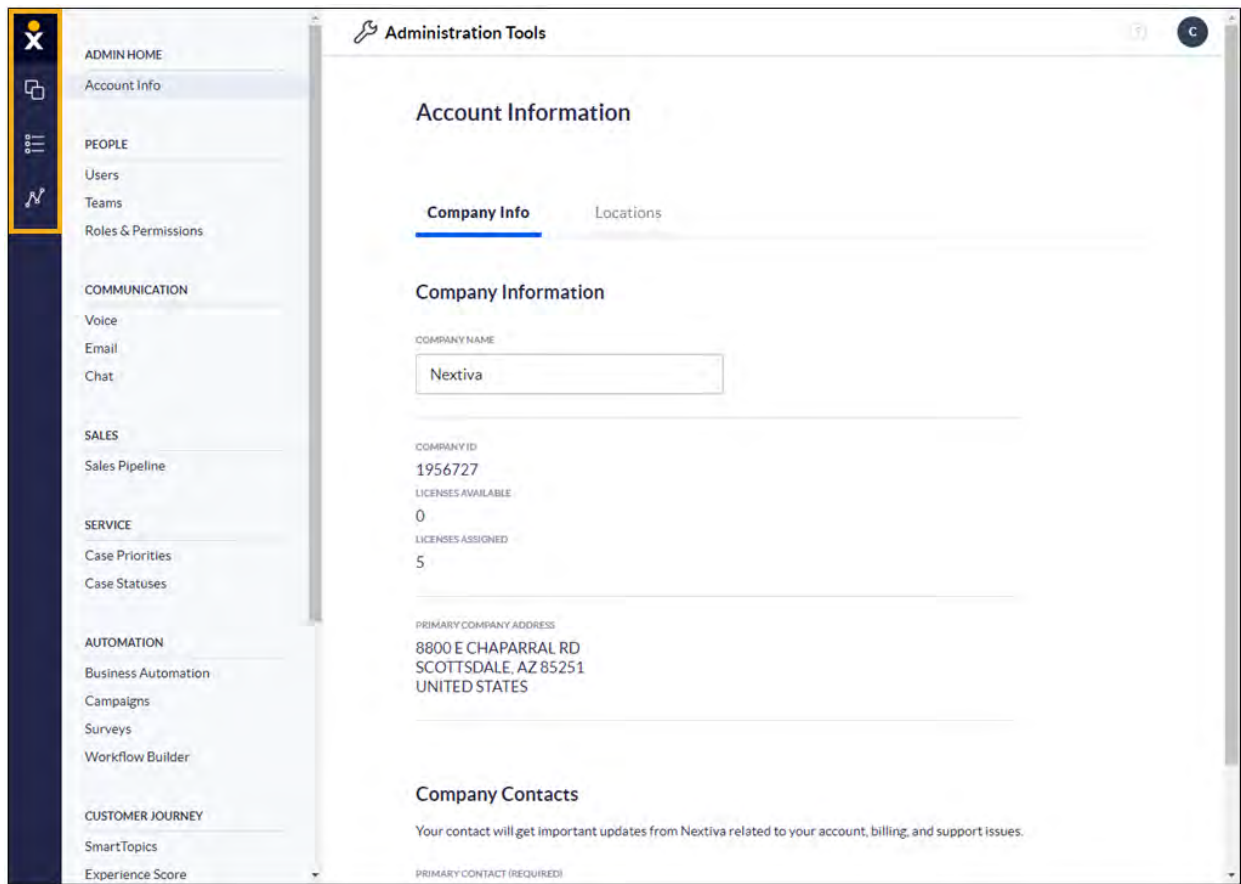 Administration Tools
C
ADMIN HOME
Account Info
PEOPLE
Users
Teams
Roles & Permissions
COMMUNICATION
Voice
Email
Chat
SALES
Sales Pipeline
SERVICE
Case Priorities
Case Statuses
AUTOMATION
Business Automation
Campaigns
Surveys
Workflow Builder
CUSTOMER JOURNEY
SmartTopics
Experience Score
Account Information
Company Info
Locations
Company Information
COMPANY NAME
Nextiva
COMPANY ID
1956727
LICENSES AVAILABLE
0
LICENSES ASSIGNED
5
PRIMARY COMPANY ADDRESS
8800 E CHAPARRAL RD
SCOTTSDALE, AZ 85251
UNITED STATES
Company Contacts
Your contact will get important updates from Nextiva related to your account, billing, and support issues.
PRIMARY CONTACT (REQUIRED)